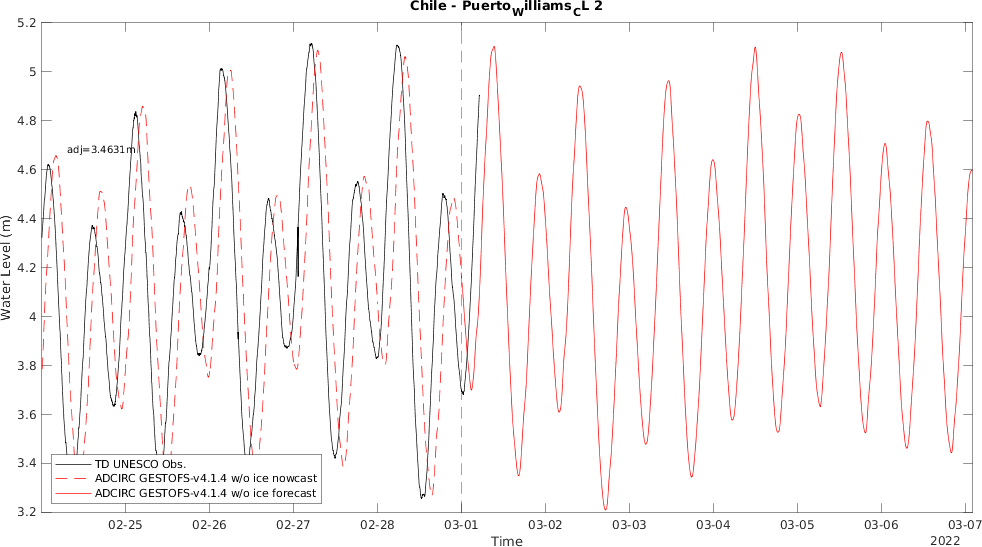 Chile - PuertoWilliamsCL 2
5.2
5
4.8
4.6
4.4
4.2
4
3.8
3.6
3.4
3.2
Water Level (m)
adj=3.4631m
TD UNESCO Obs.
ADCIRC GESTOFS-v4.1.4 w/o ice nowcast
ADCIRC GESTOFS-v4.1.4 w/o ice forecast
02-25 02-26 02-27 02-28 03-01 03-02 03-03 03-04 03-05 03-06 03-07
Time
2022